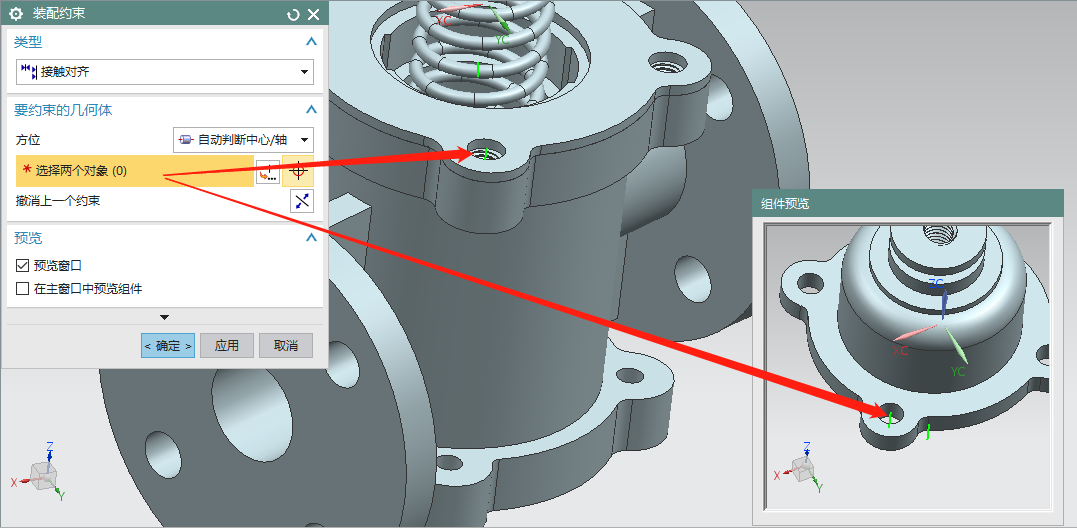 装配约束
类型
接触对齐
要约束的几何体
方位
自动判断中心/轴
* 选择两个对象 (0)
撤消上一个约束
预览
预览窗口
在主窗口中预览组件
< 确定 >
应用
取消
XC
YC
组件预览
ZC
XC
YC
Z
X
Y
Z
X
Y